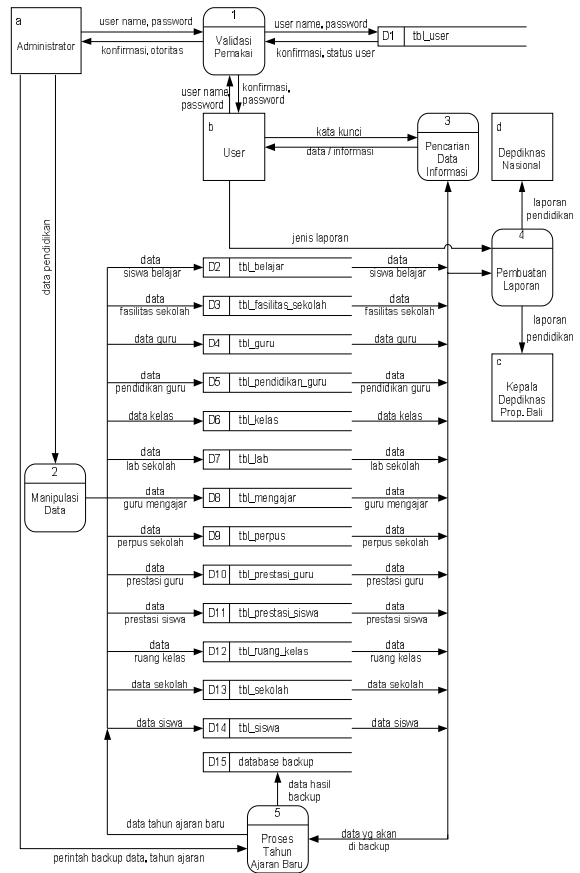 a
Administrator
user name, password
konfirmasi, otoritas
1
Validasi
Pemakai
user name, password
konfirmasi, status user
D1 tbl_user
user name,
password
konfirmasi,
password
b
User
kata kunci
data / informasi
3
Pencarian
Data
Informasi
d
Depdiknas
Nasional
laporan
pendidikan
jenis laporan
4
Pembuatan
Laporan
laporan
pendidikan
c
Kepala
Depdiknas
Prop. Bali
data pendidikan
2
Manipulasi
Data
data
siswa belajar
D2 tbl_belajar
data
siswa belajar
data
fasilitas sekolah
D3 tbl_fasilitas_sekolah
data
fasilitas sekolah
data guru
D4 tbl_guru
data guru
data
pendidikan guru
D5 tbl_pendidikan_guru
data
pendidikan guru
data kelas
D6 tbl_kelas
data kelas
data
lab sekolah
D7 tbl_lab
data
lab sekolah
data
guru mengajar
D8 tbl_mengajar
data
guru mengajar
data
perpus sekolah
D9 tbl_perpus
data
perpus sekolah
data
prestasi guru
D10 tbl_prestasi_guru
data
prestasi guru
data
prestasi siswa
D11 tbl_prestasi_siswa
data
prestasi siswa
data
ruang kelas
D12 tbl_ruang_kelas
data
ruang kelas
data sekolah
D13 tbl_sekolah
data sekolah
data siswa
D14 tbl_siswa
data siswa
D15 database backup
data hasil
backup
data tahun ajaran baru
5
Proses
Tahun
Ajaran Baru
data yg akan
di backup
perintah backup data, tahun ajaran